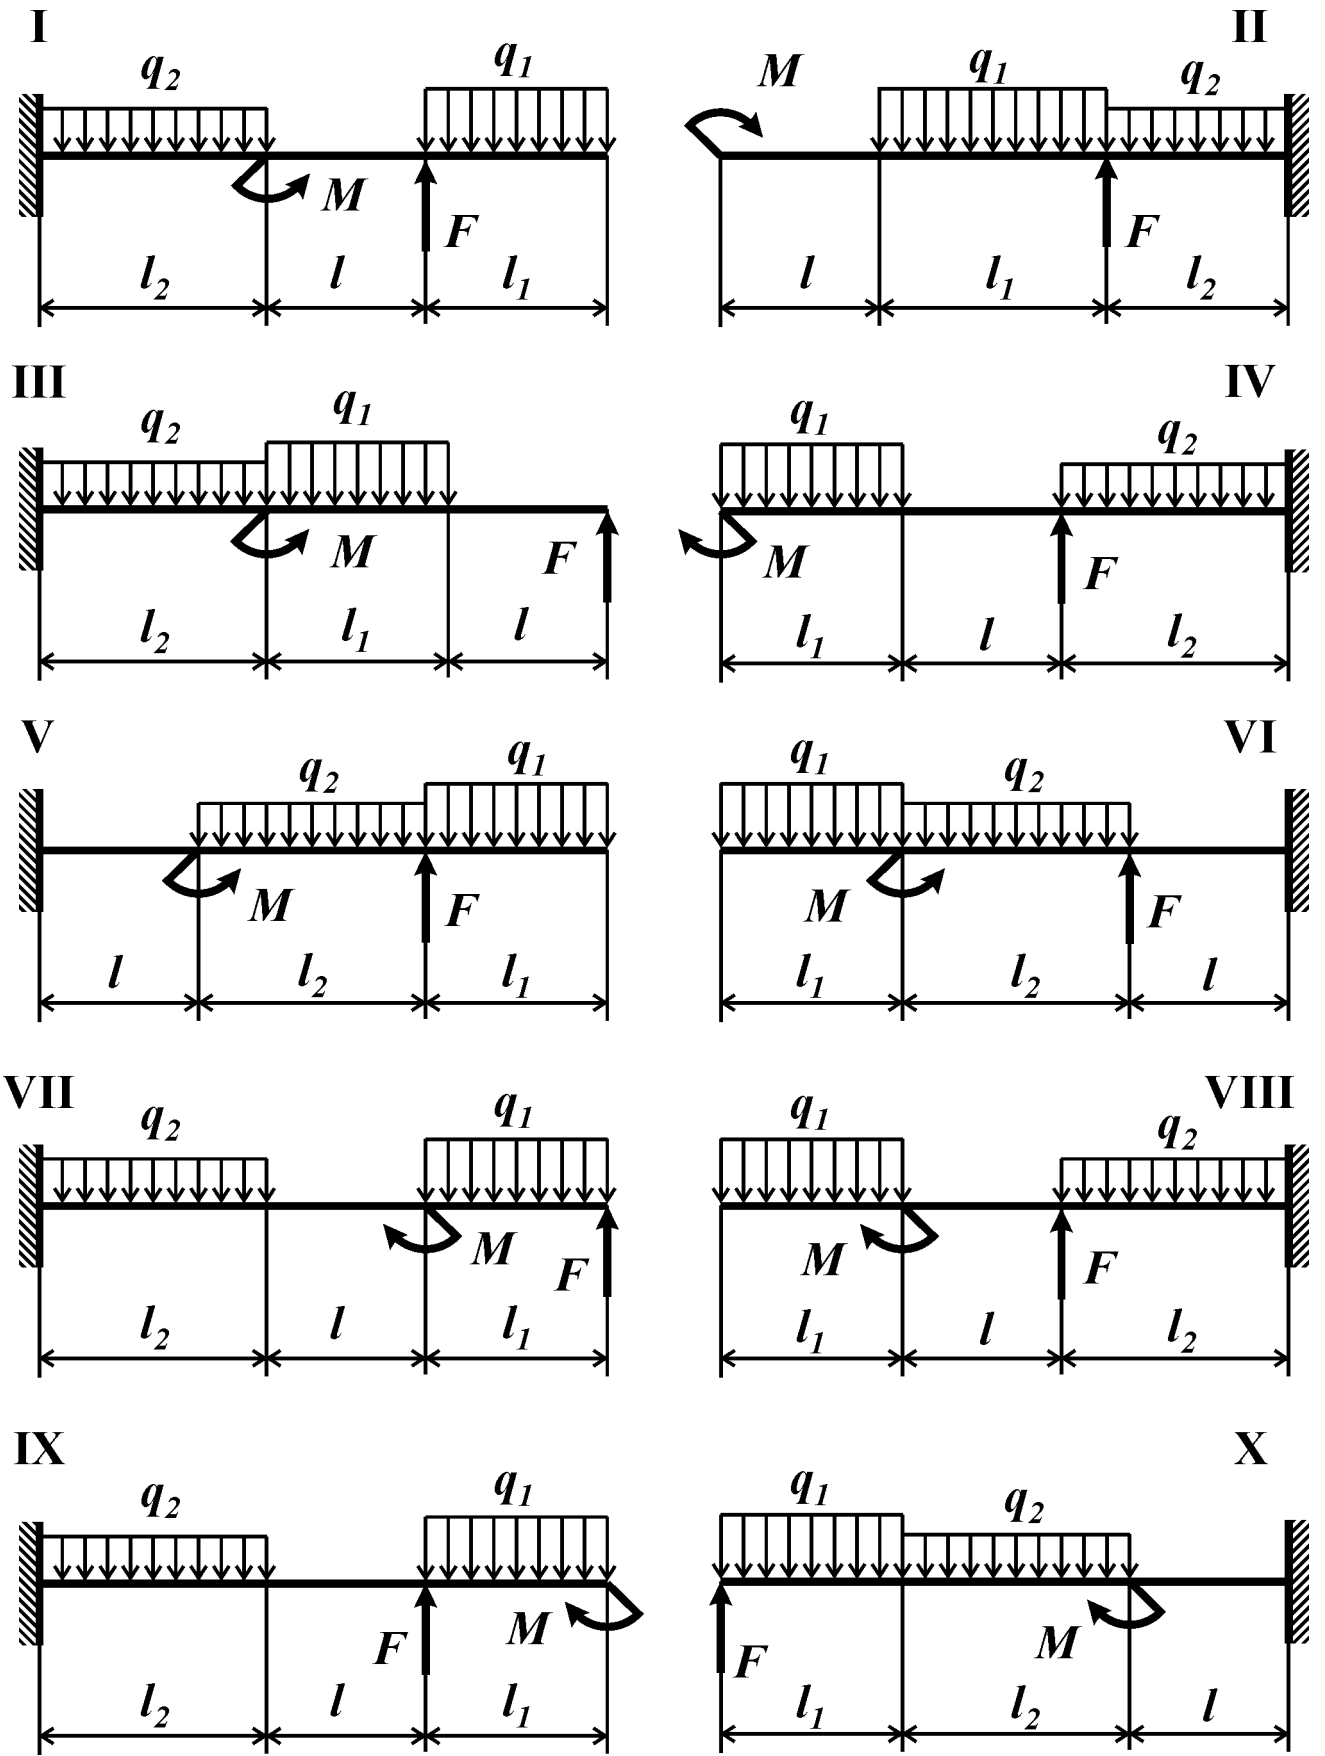 I II
q2 q1 M q1 q2
M F F
l2 l l1 l l1 l2
III IV
q2 q1 q1 q2
M F M F
l2 l1 l l1 l l2
V VI
q2 q1 q1 q2
M F M F
l l2 l1 l1 l2 l
VII VIII
q2 q1 q1 q2
M F M F
l2 l l1 l1 l l2
IX X
q2 q1 q1 q2
F M F M
l2 l l1 l1 l2 l